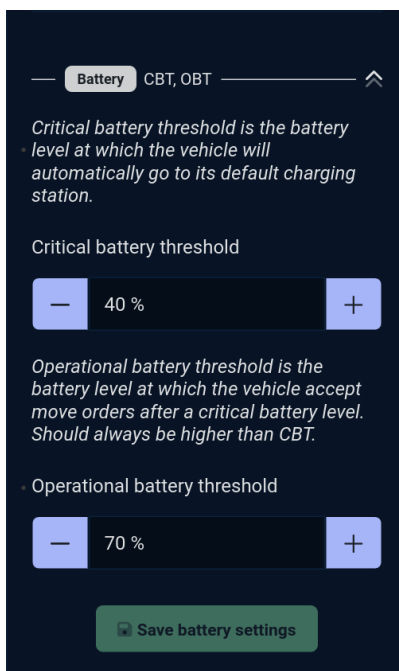 Battery CBT, OBT
Critical battery threshold is the battery
level at which the vehicle will
automatically go to its default charging
station.
Critical battery threshold
— 40 % +
Operational battery threshold is the
battery level at which the vehicle accept
move orders after a critical battery level.
Should always be higher than CBT.
Operational battery threshold
— 70 % +
Save battery settings